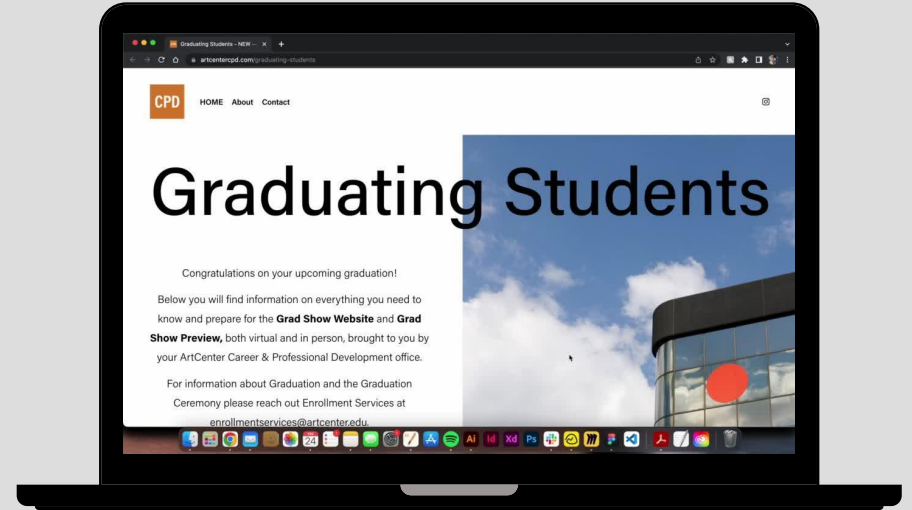 Graduating Students – NEW —
artcentercpd.com/graduating-students
CPD
HOME About Contact
Graduating Students
Congratulations on your upcoming graduation!
Below you will find information on everything you need to
know and prepare for the Grad Show Website and Grad
Show Preview, both virtual and in person, brought to you by
your ArtCenter Career & Professional Development office.
For information about Graduation and the Graduation
Ceremony please reach out Enrollment Services at
enrollmentservices@artcenter.edu.
24
Ai Id Xd Ps